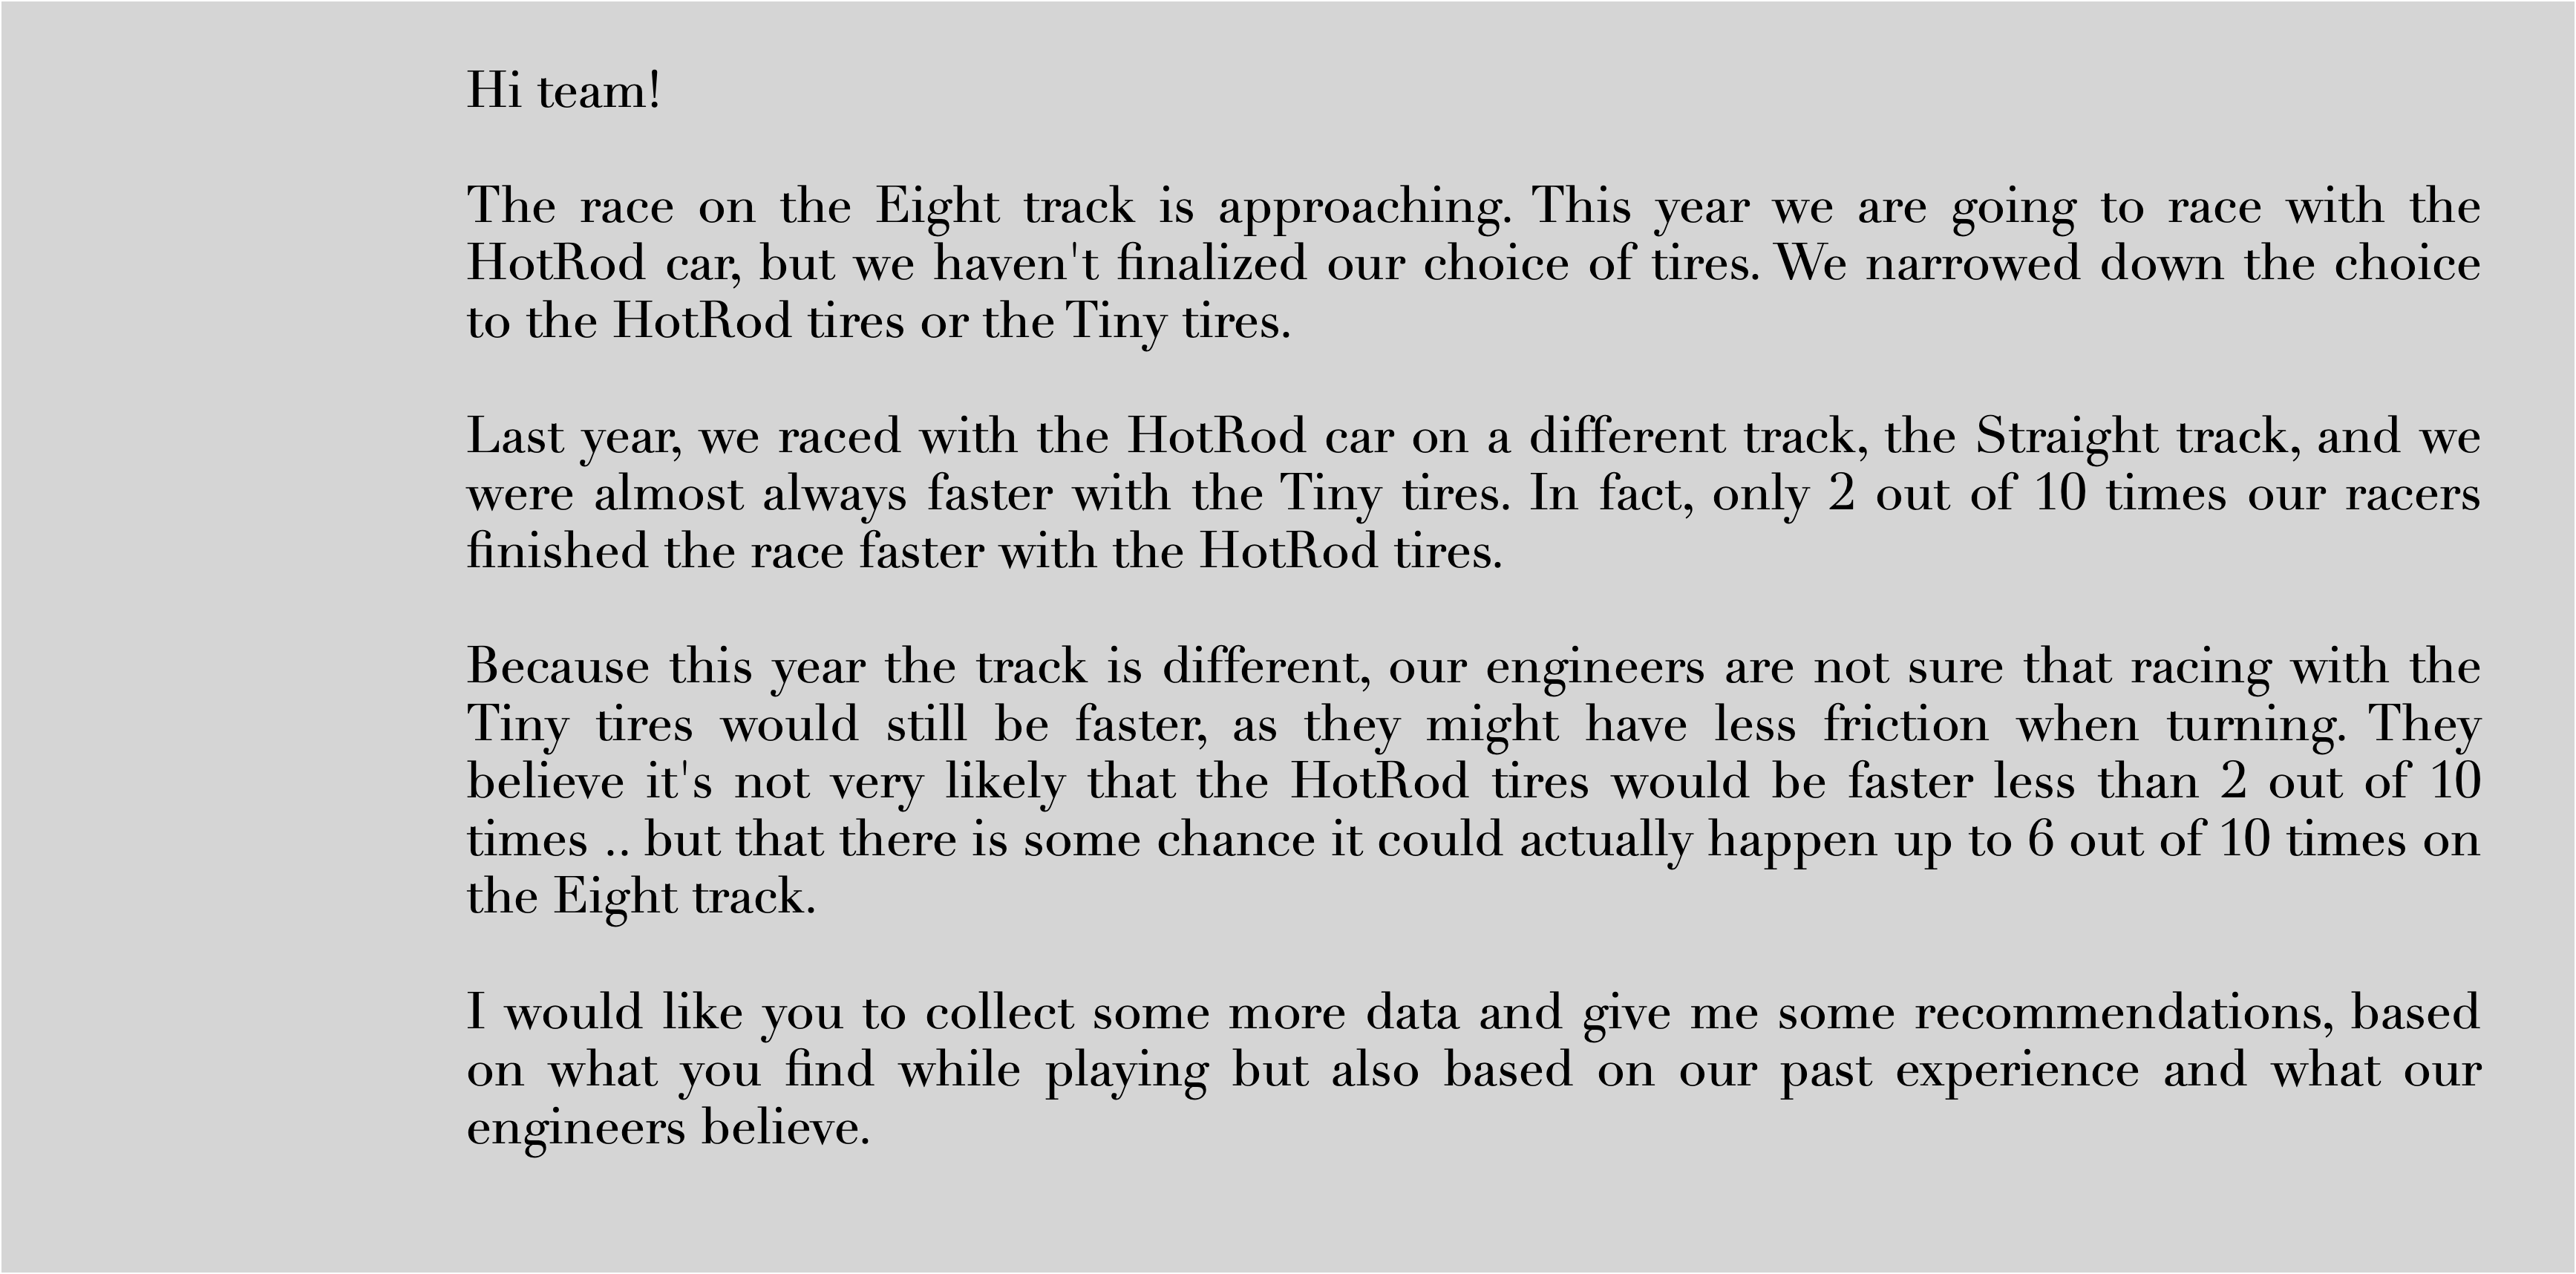 Hi team!
The race on the Eight track is approaching. This year we are going to race with the
HotRod car, but we haven't finalized our choice of tires. We narrowed down the choice
to the HotRod tires or the Tiny tires.
Last year, we raced with the HotRod car on a different track, the Straight track, and we
were almost always faster with the Tiny tires. In fact, only 2 out of 10 times our racers
finished the race faster with the HotRod tires.
Because this year the track is different, our engineers are not sure that racing with the
Tiny tires would still be faster, as they might have less friction when turning. They
believe it's not very likely that the HotRod tires would be faster less than 2 out of 10
times .. but that there is some chance it could actually happen up to 6 out of 10 times on
the Eight track.
I would like you to collect some more data and give me some recommendations, based
on what you find while playing but also based on our past experience and what our
engineers believe.